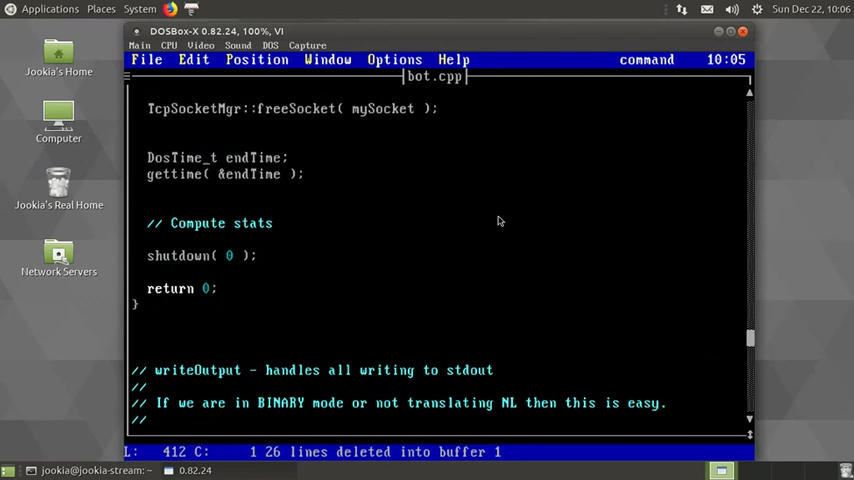 Applications Places System Sun Dec 22, 10:06
DOSBox-X 0.82.24, 100%, VI
Main CPU Video Sound DOS Capture
File Edit Position Window Options Help command 10:05
bot.cpp
Jookia's Home
Computer
Jookia's Real Home
Network Servers
TcpSocketMgr::freeSocket( mySocket );
DosTime_t endTime;
gettime( &endTime );
// Compute stats
shutdown( 0 );
return 0;
}
// writeOutput - handles all writing to stdout
//
// If we are in BINARY mode or not translating NL then this is easy.
//
L: 412 C: 1 26 lines deleted into buffer 1
jookia@jookia-stream: ~ 0.82.24